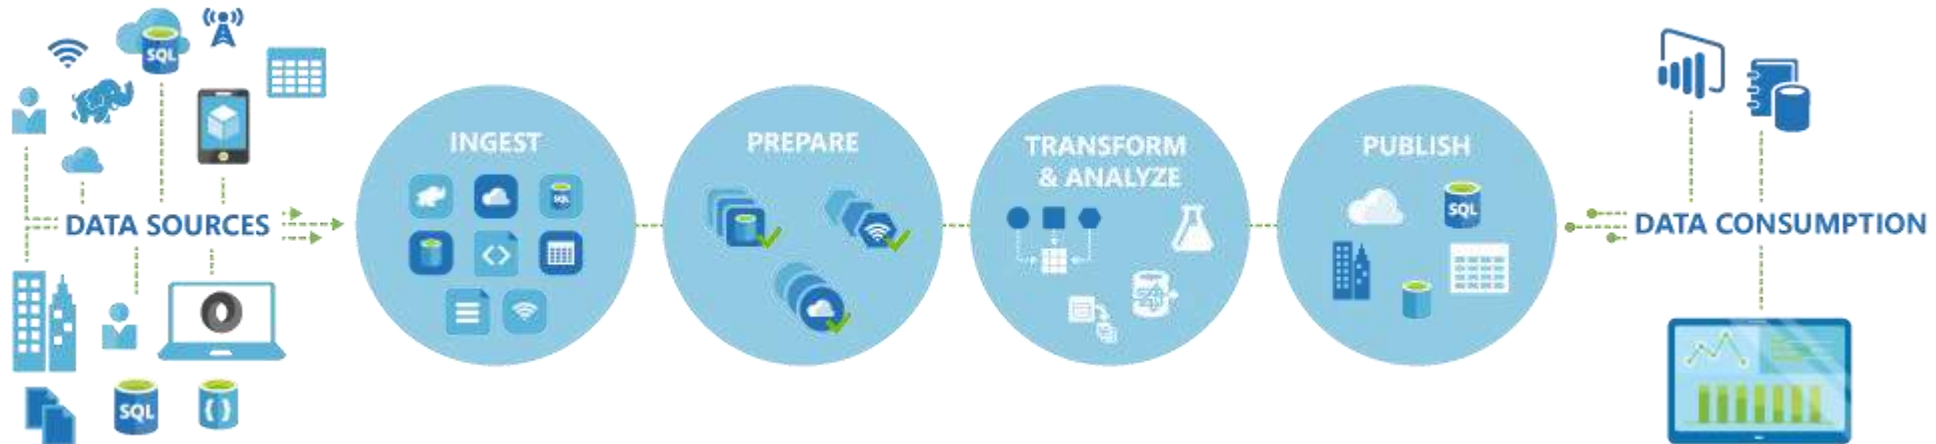 SQL
DATA SOURCES
SQL
{ }
INGEST
SQL
<>
PREPARE
TRANSFORM
& ANALYZE
PUBLISH
SQL
DATA CONSUMPTION